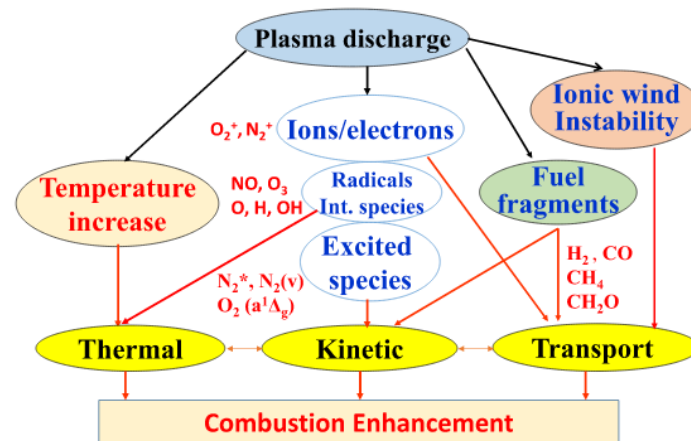 Plasma discharge
Ionic wind
Instability
O₂⁺, N₂⁺
Ions/electrons
Temperature
increase
NO, O₃
O, H, OH
Radicals
Int. species
Fuel
fragments
Excited
species
N₂*, N₂(v)
O₂ (a¹Δg)
H₂ , CO
CH₄
CH₂O
Thermal
Kinetic
Transport
Combustion Enhancement